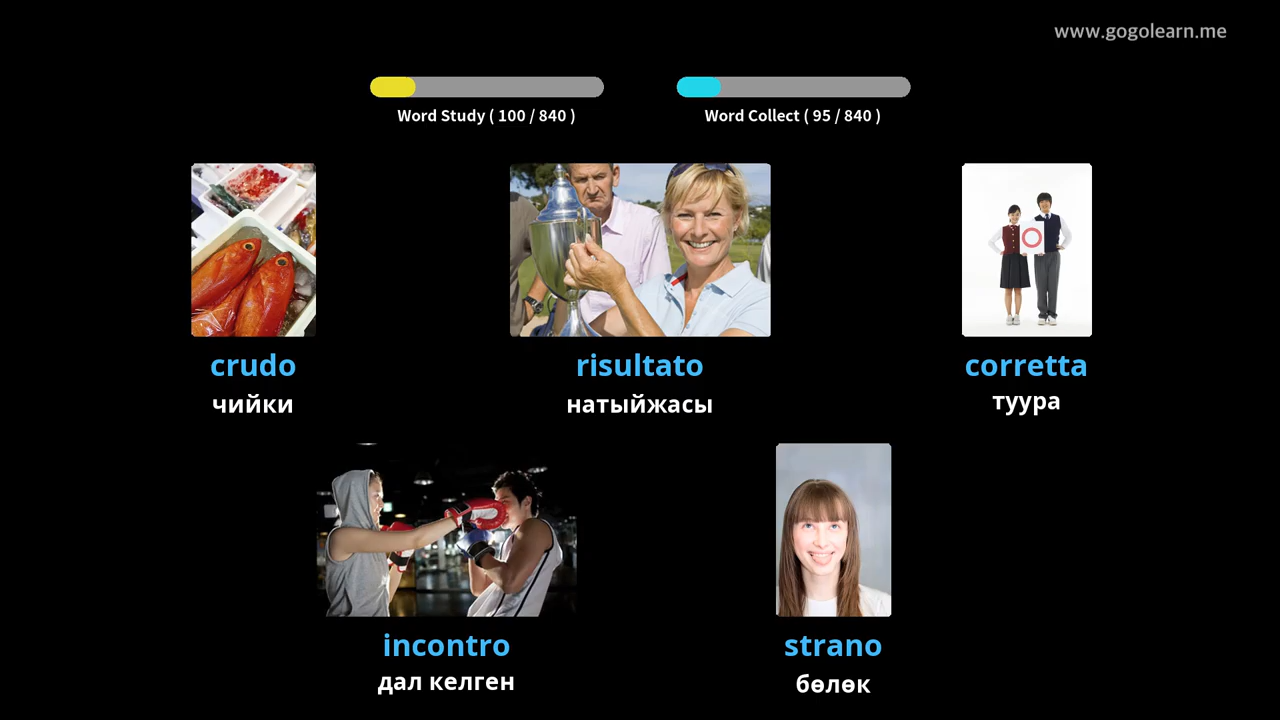 www.gogolearn.me
Word Study ( 100 / 840 )
Word Collect ( 95 / 840 )
crudo
чийки
risultato
натыйжасы
corretta
туура
incontro
дал келген
strano
бөлөк